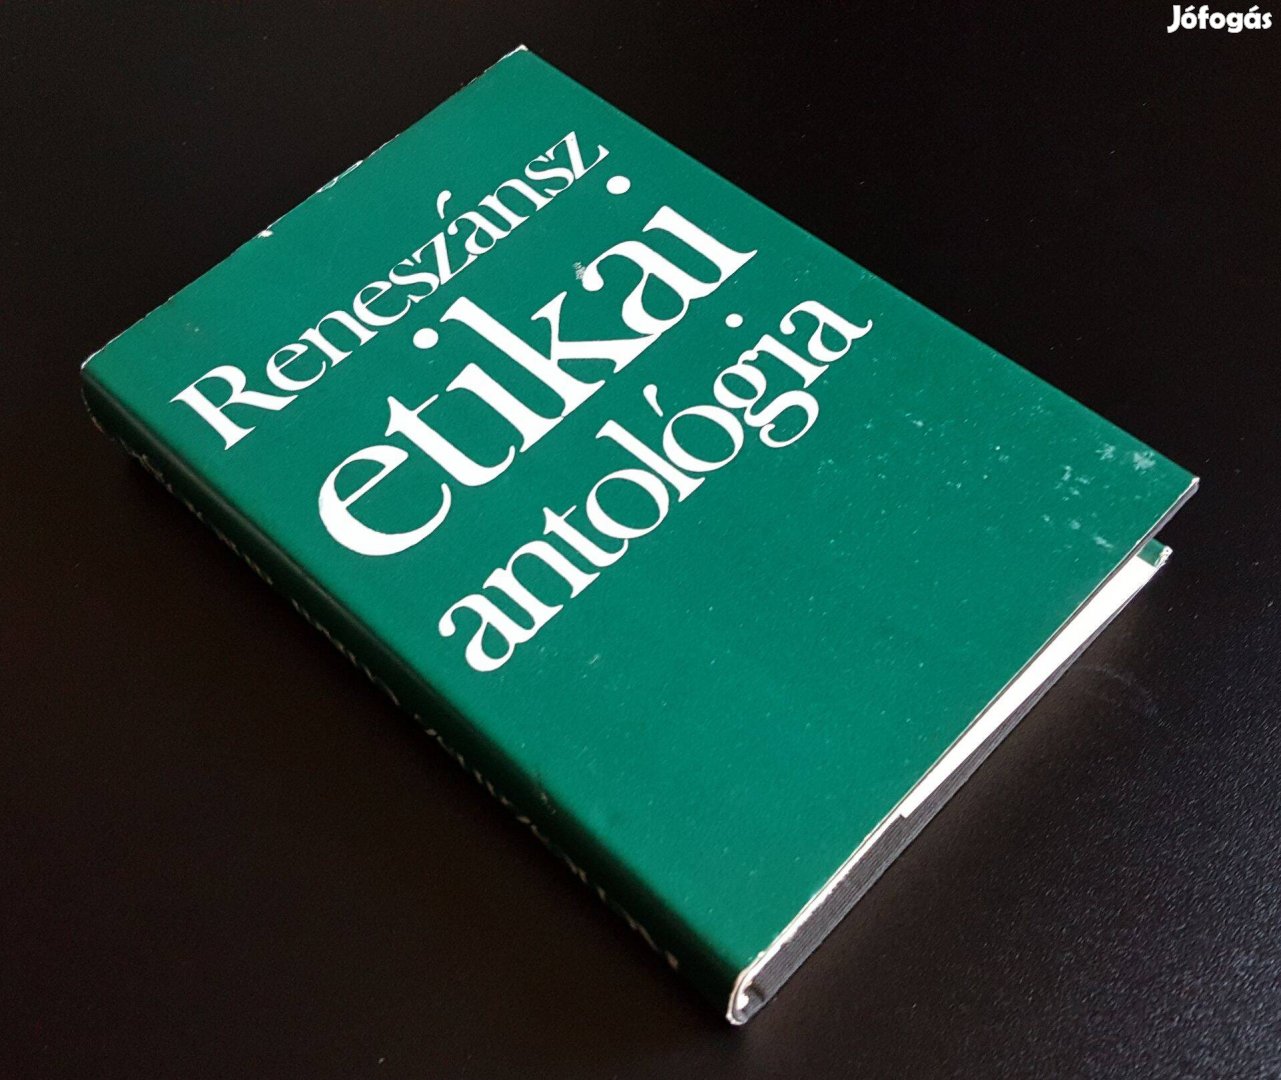 Jófogás
Reneszánsz
etikai
antológia